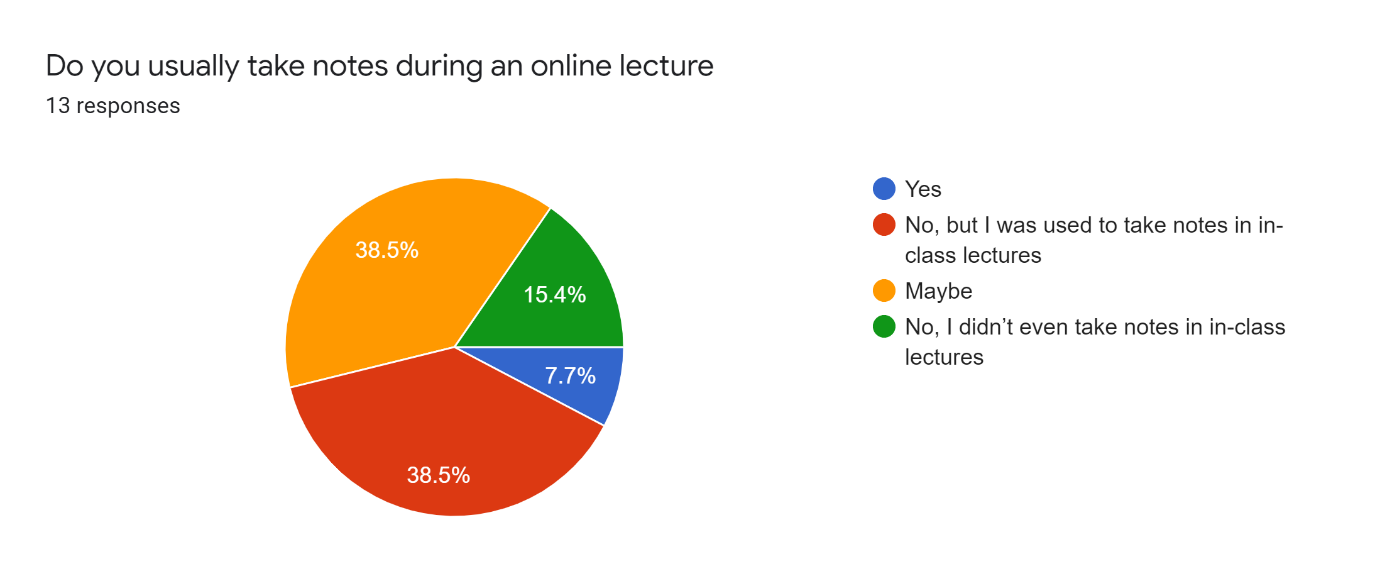 Do you usually take notes during an online lecture
13 responses
38.5%
15.4%
7.7%
38.5%
Yes
No, but I was used to take notes in in-
class lectures
Maybe
No, I didn’t even take notes in in-class
lectures